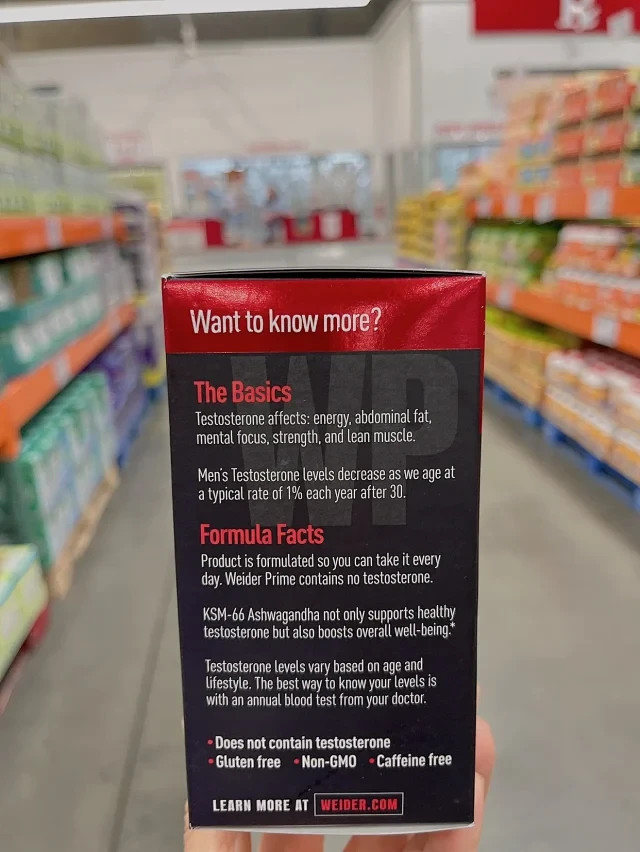 Want to know more?
WP
The Basics
Testosterone affects: energy, abdominal fat,
mental focus, strength, and lean muscle.
Men's Testosterone levels decrease as we age at
a typical rate of 1% each year after 30.
Formula Facts
Product is formulated so you can take it every
day. Weider Prime contains no testosterone.
KSM-66 Ashwagandha not only supports healthy
testosterone but also boosts overall well-being.*
Testosterone levels vary based on age and
lifestyle. The best way to know your levels is
with an annual blood test from your doctor.
• Does not contain testosterone
• Gluten free • Non-GMO • Caffeine free
LEARN MORE AT WEIDER.COM